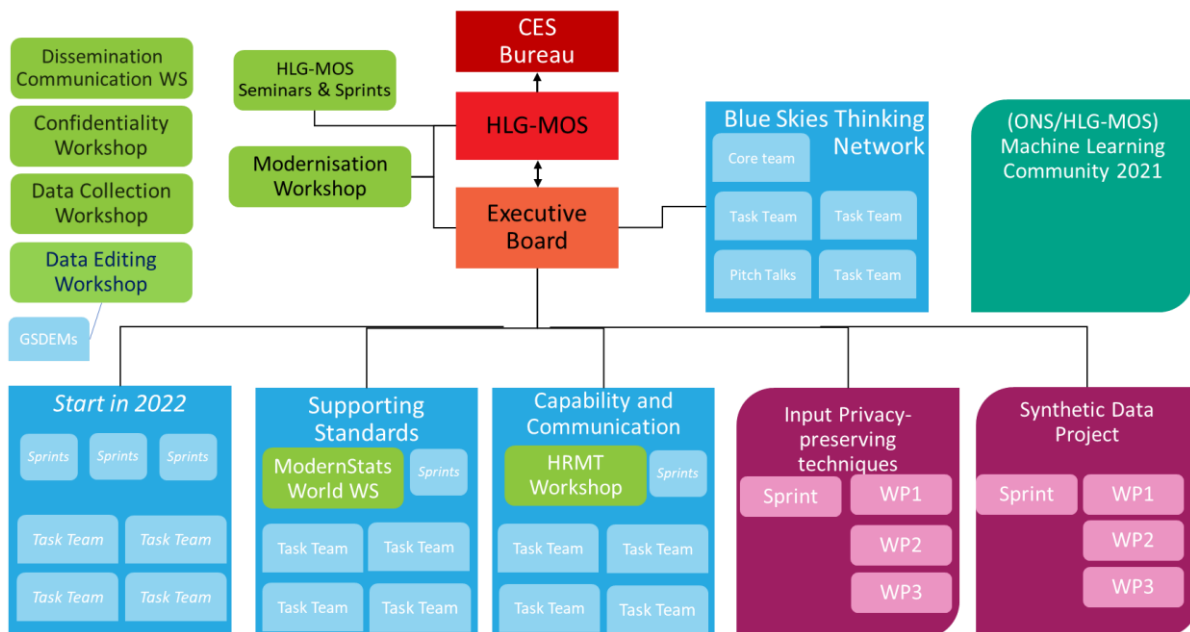 CES
Bureau
HLG-MOS
Executive
Board
Dissemination
Communication WS
Confidentiality
Workshop
Data Collection
Workshop
Data Editing
Workshop
GSDEMs
HLG-MOS
Seminars & Sprints
Modernisation
Workshop
Blue Skies Thinking
Network
Core team
Task Team
Task Team
Pitch Talks
Task Team
(ONS/HLG-MOS)
Machine Learning
Community 2021
Start in 2022
Sprints
Sprints
Sprints
Task Team
Task Team
Task Team
Task Team
Supporting
Standards
ModernStats
World WS
Sprints
Task Team
Task Team
Task Team
Task Team
Capability and
Communication
HRMT
Workshop
Sprints
Task Team
Task Team
Task Team
Task Team
Input Privacy-
preserving
techniques
Sprint
WP1
WP2
WP3
Synthetic Data
Project
Sprint
WP1
WP2
WP3